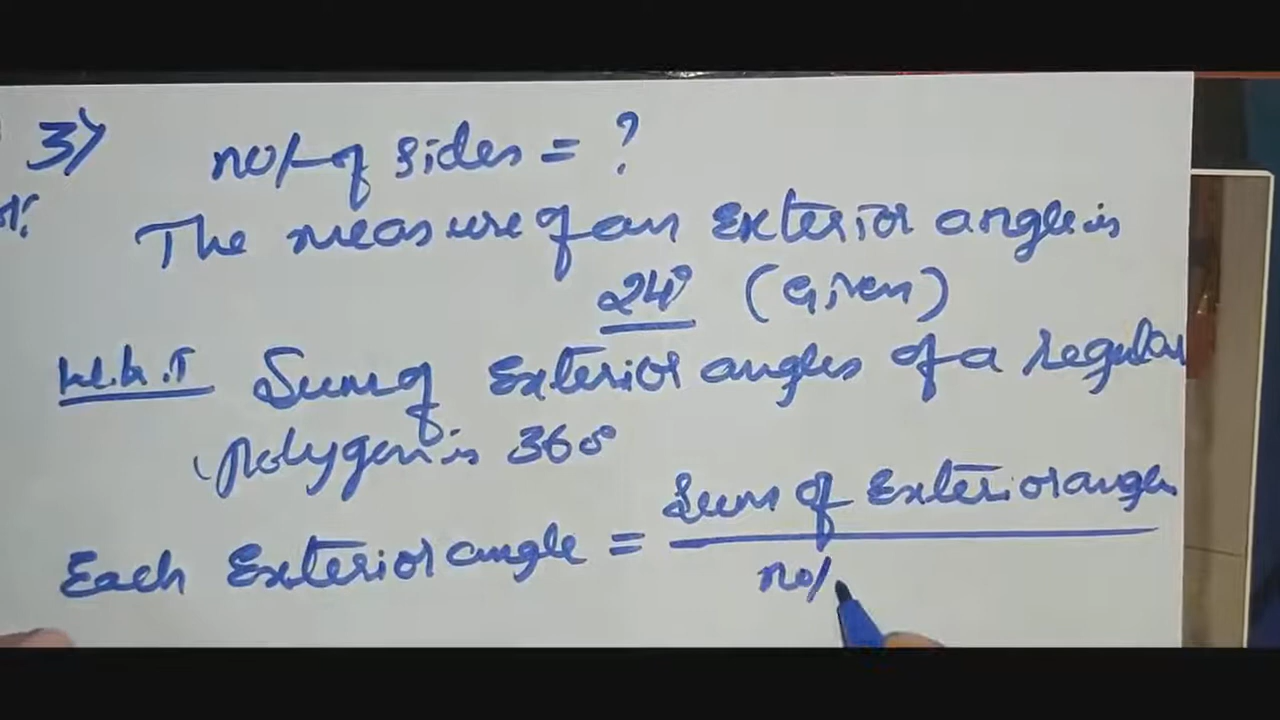 3) no/- of sides = ?
The measure of an Exterior angle is
24° (Given)
W.K.T Sum of Exterior angles of a regular
polygon is 360°
Each Exterior angle = Sum of Exterior angles
no/